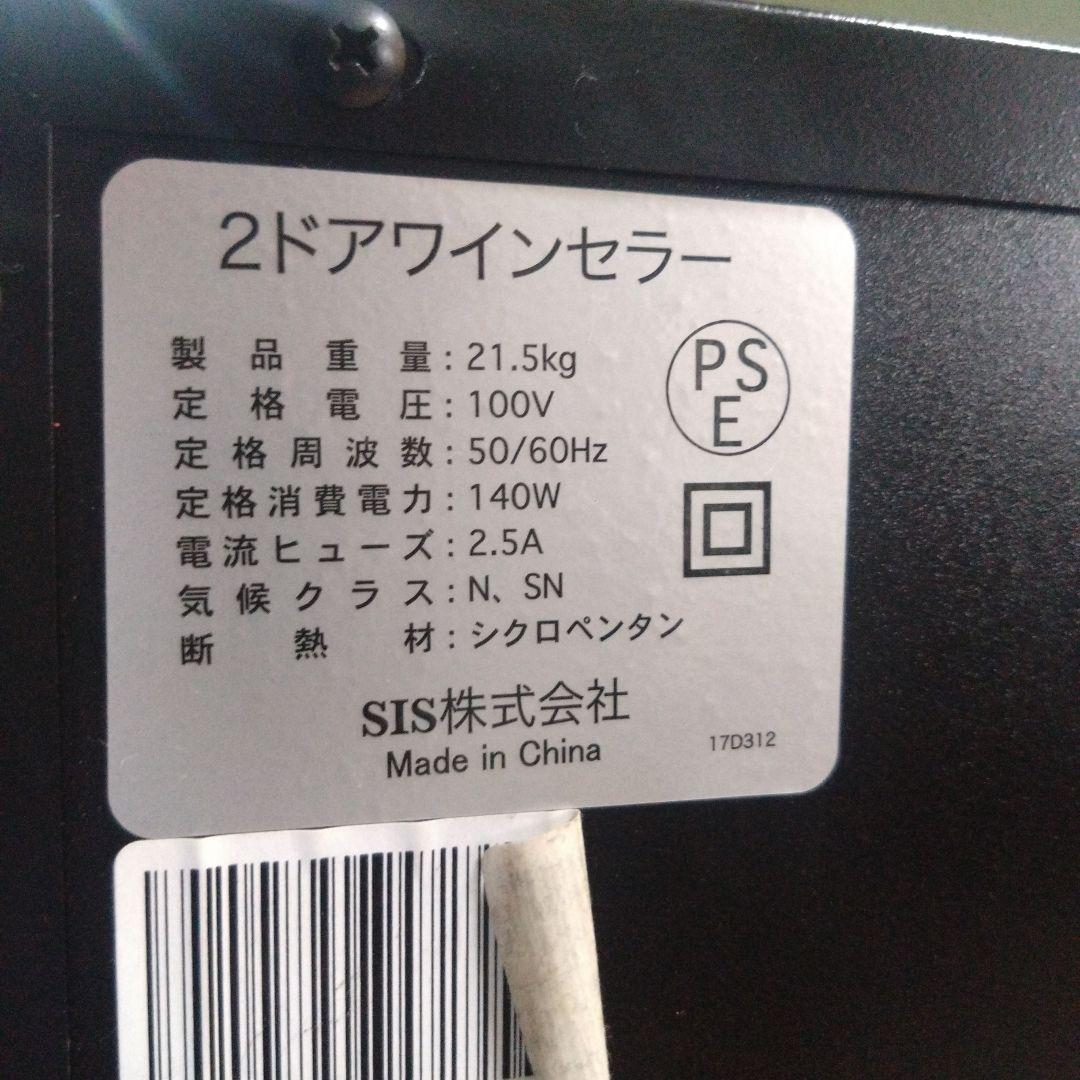 2ドアワインセラー
製品重量：21.5kg
定格電圧：100V
定格周波数：50/60Hz
定格消費電力：140W
電流ヒューズ：2.5A
気候クラス：N、SN
断熱材：シクロペンタン
PS
E
SIS株式会社
Made in China
17D312